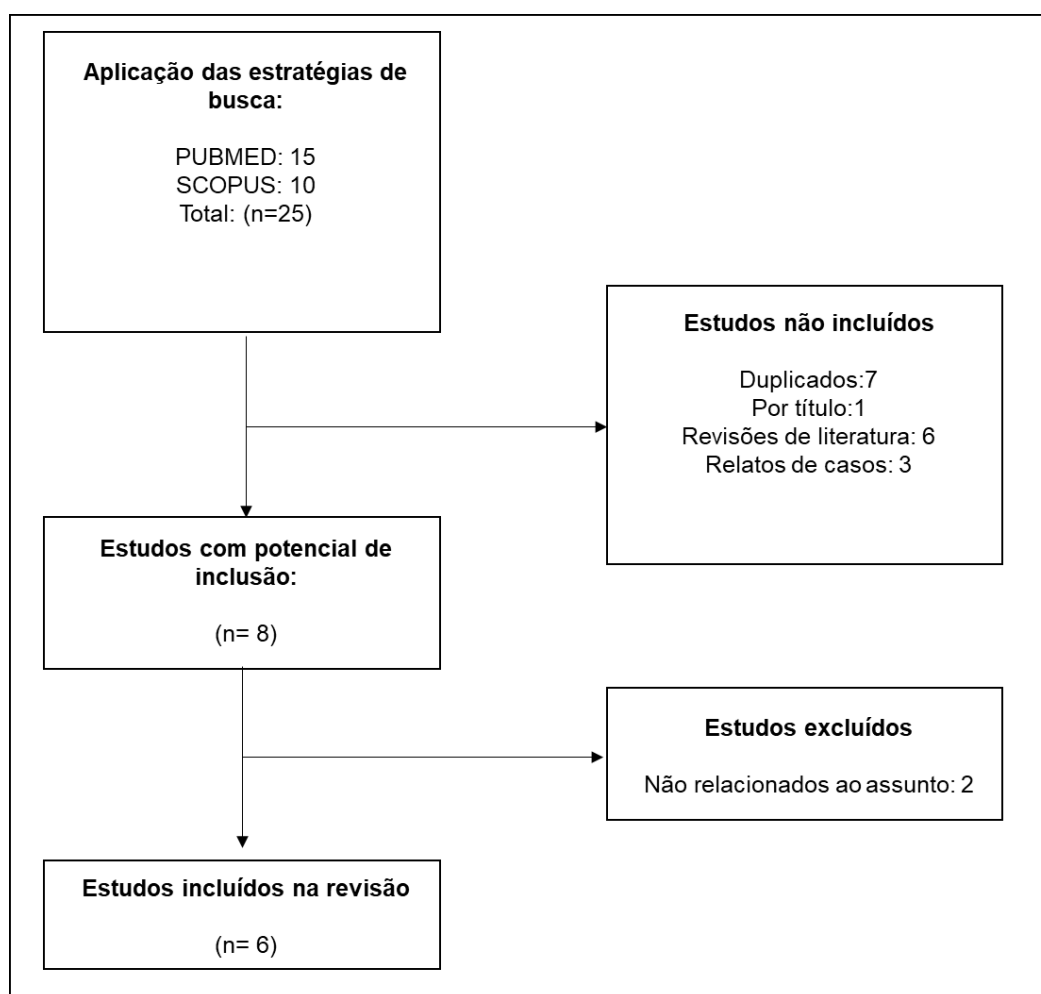 Aplicação das estratégias de
busca:
PUBMED: 15
SCOPUS: 10
Total: (n=25)
Estudos não incluídos
Duplicados:7
Por título:1
Revisões de literatura: 6
Relatos de casos: 3
Estudos com potencial de
inclusão:
(n= 8)
Estudos excluídos
Não relacionados ao assunto: 2
Estudos incluídos na revisão
(n= 6)